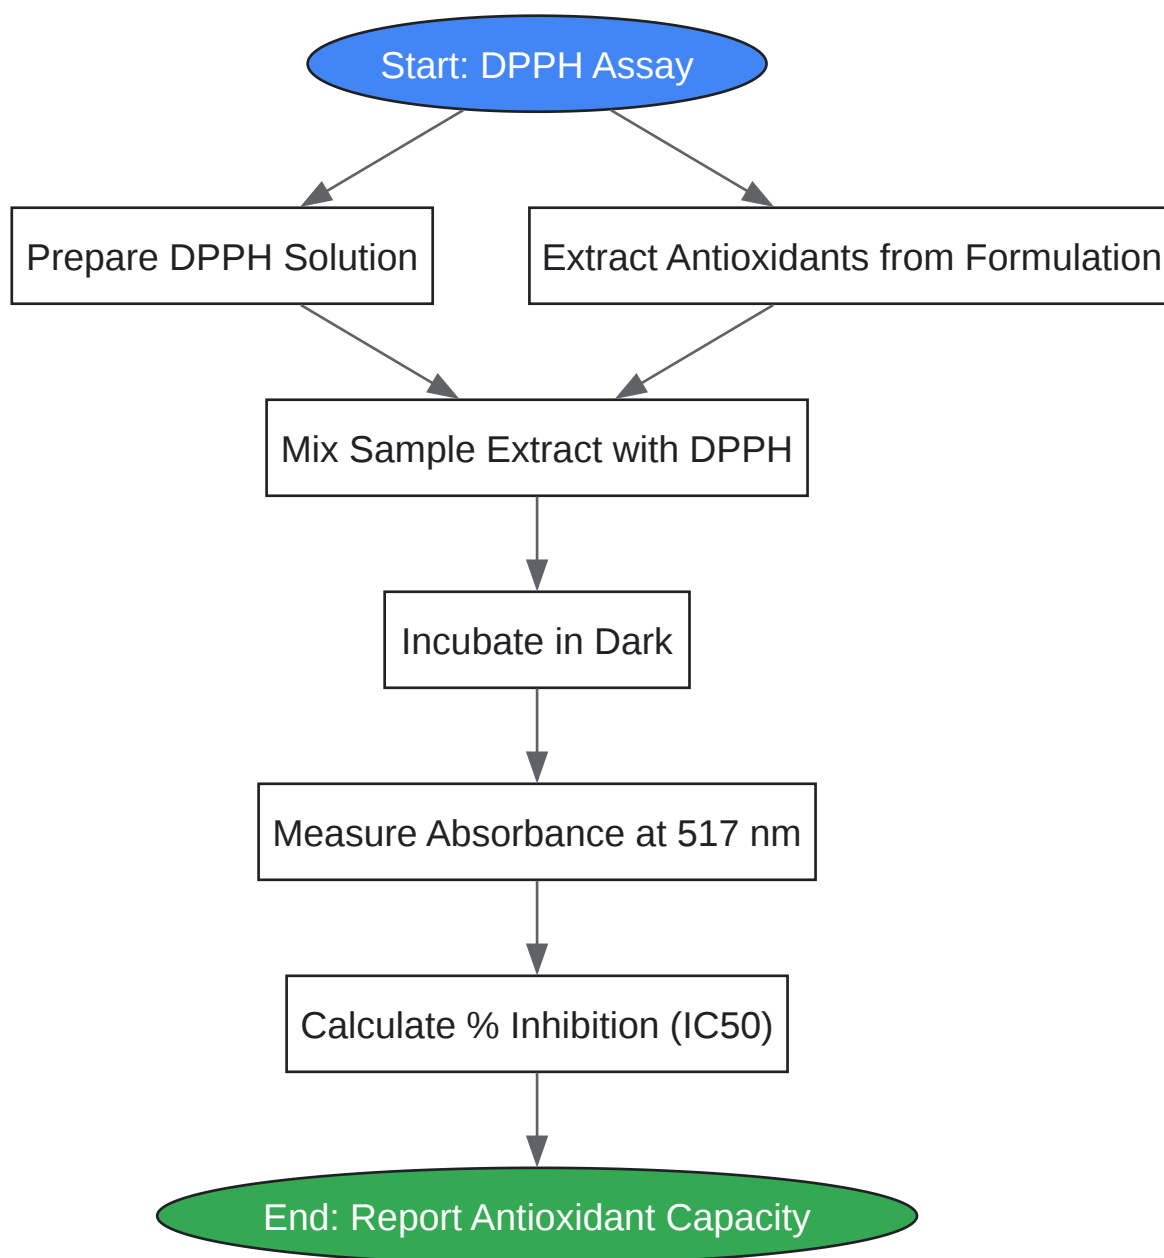 Start: DPPH Assay
Prepare DPPH Solution
Extract Antioxidants from Formulation
Mix Sample Extract with DPPH
Incubate in Dark
Measure Absorbance at 517 nm
Calculate % Inhibition (IC50)
End: Report Antioxidant Capacity